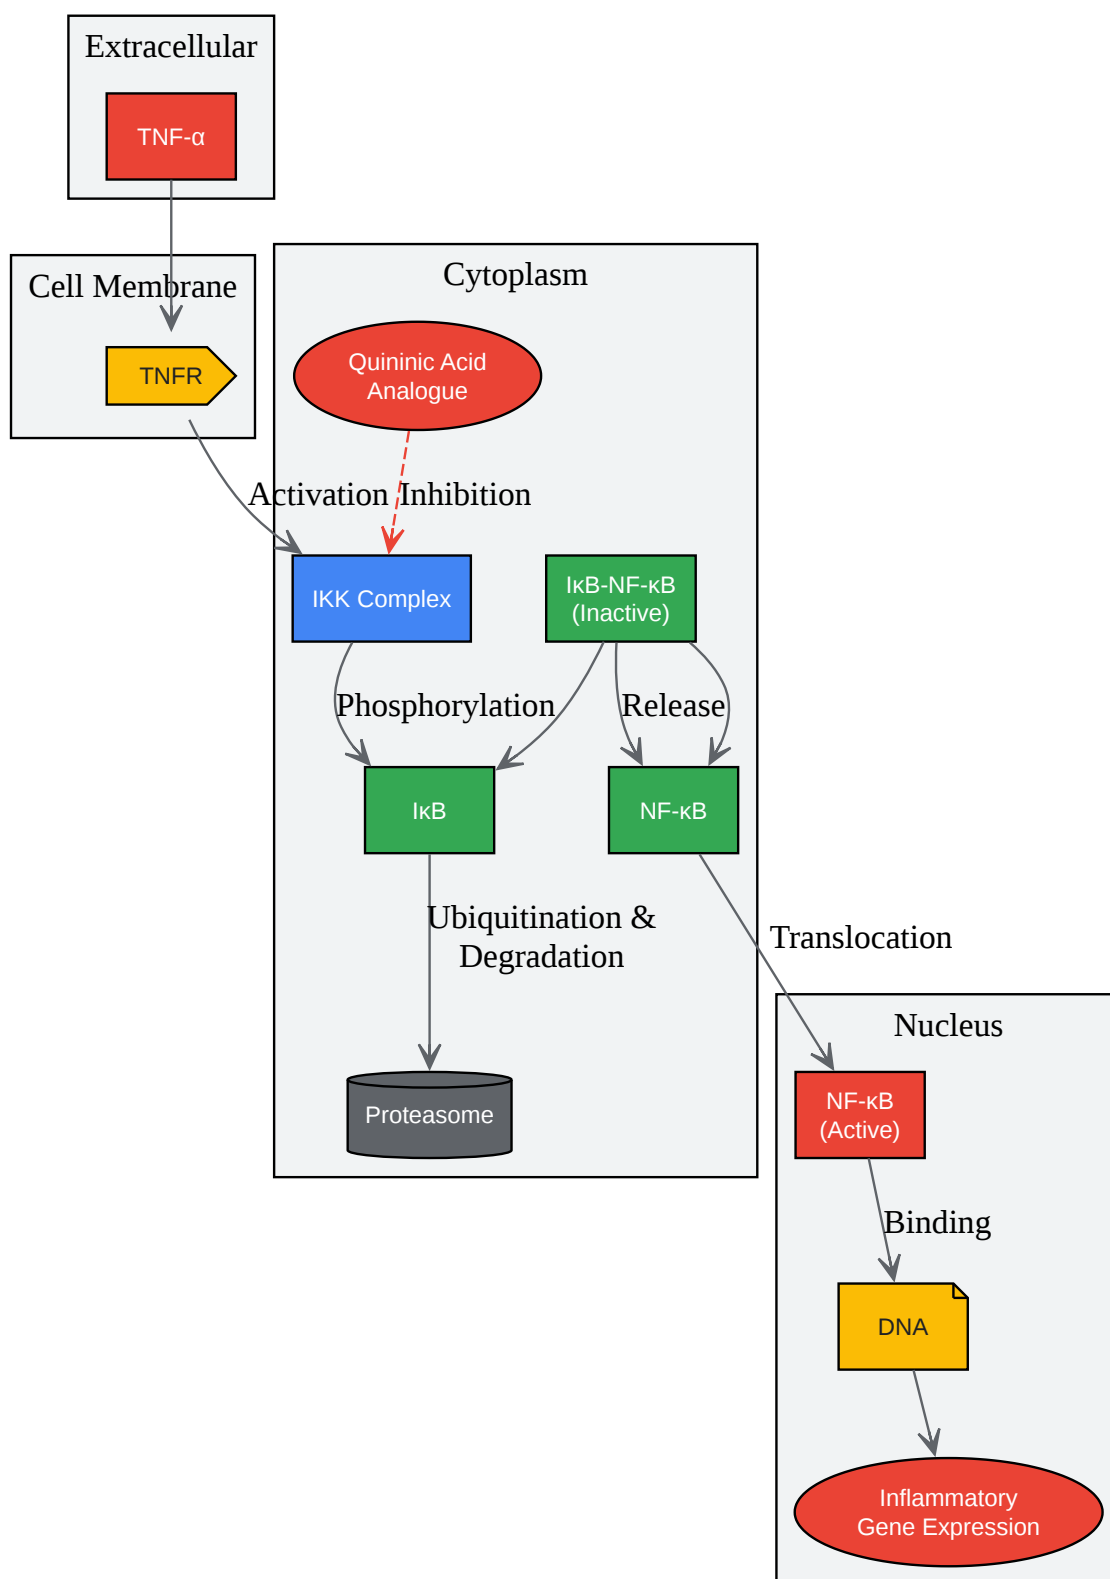 Extracellular
TNF-α
Cell Membrane
TNFR
Cytoplasm
Quininic Acid
Analogue
Activation
Inhibition
IKK Complex
IκB-NF-κB
(Inactive)
Phosphorylation
Release
IκB
NF-κB
Ubiquitination &
Degradation
Translocation
Proteasome
Nucleus
NF-κB
(Active)
Binding
DNA
Inflammatory
Gene Expression